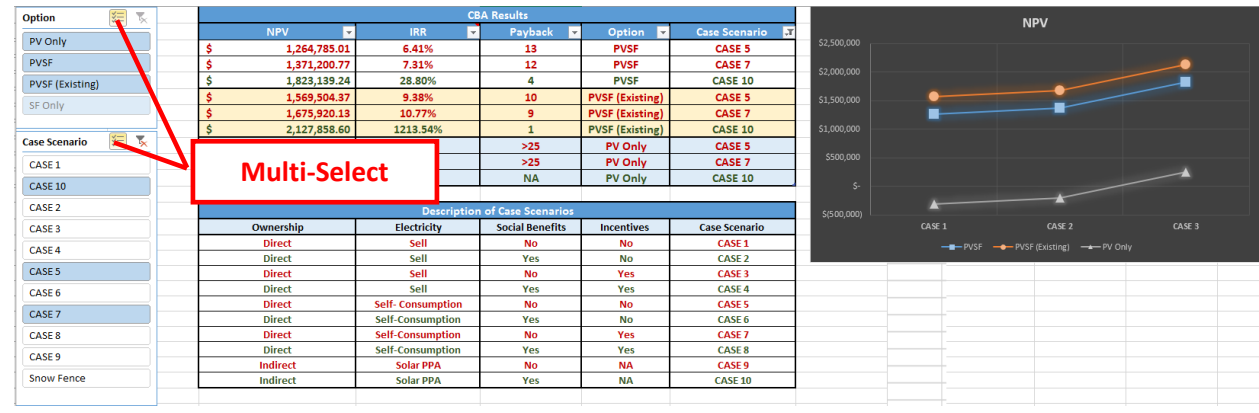 Option
PV Only
PVSF
PVSF (Existing)
SF Only
Case Scenario
CASE 1
CASE 10
CASE 2
CASE 3
CASE 4
CASE 5
CASE 6
CASE 7
CASE 8
CASE 9
Snow Fence
Multi-Select
CBA Results
NPV IRR Payback Option Case Scenario
$ 1,264,785.01 6.41% 13 PVSF CASE 5
$ 1,371,200.77 7.31% 12 PVSF CASE 7
$ 1,823,139.24 28.80% 4 PVSF CASE 10
$ 1,569,504.37 9.38% 10 PVSF (Existing) CASE 5
$ 1,675,920.13 10.77% 9 PVSF (Existing) CASE 7
$ 2,127,858.60 1213.54% 1 PVSF (Existing) CASE 10
>25 PV Only CASE 5
>25 PV Only CASE 7
NA PV Only CASE 10
Description of Case Scenarios
Ownership Electricity Social Benefits Incentives Case Scenario
Direct Sell No No CASE 1
Direct Sell Yes No CASE 2
Direct Sell No Yes CASE 3
Direct Sell Yes Yes CASE 4
Direct Self- Consumption No No CASE 5
Direct Self-Consumption Yes No CASE 6
Direct Self-Consumption No Yes CASE 7
Direct Self-Consumption Yes Yes CASE 8
Indirect Solar PPA No NA CASE 9
Indirect Solar PPA Yes NA CASE 10
NPV
$2,500,000
$2,000,000
$1,500,000
$1,000,000
$500,000
$-
$(500,000)
CASE 1 CASE 2 CASE 3
PVSF PVSF (Existing) PV Only